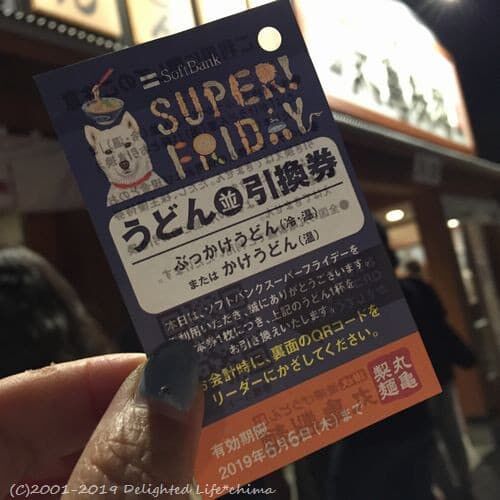 SoftBank
SUPER!
FRIDAY
うどん並引換券
ぶっかけうどん(冷・温)
または かけうどん(温)
本日は、ソフトバンクスーパーフライデーを
利用いただき、誠にありがとうございます。
本券1枚につき、上記のうどん1杯を
お引き換えいたします。
会計時に、裏面のQRコードを
リーダーにかざしてください。
有効期限
2019年6月6日(木)まで
丸亀
製麺
(C)2001-2019 Delighted Life*chima